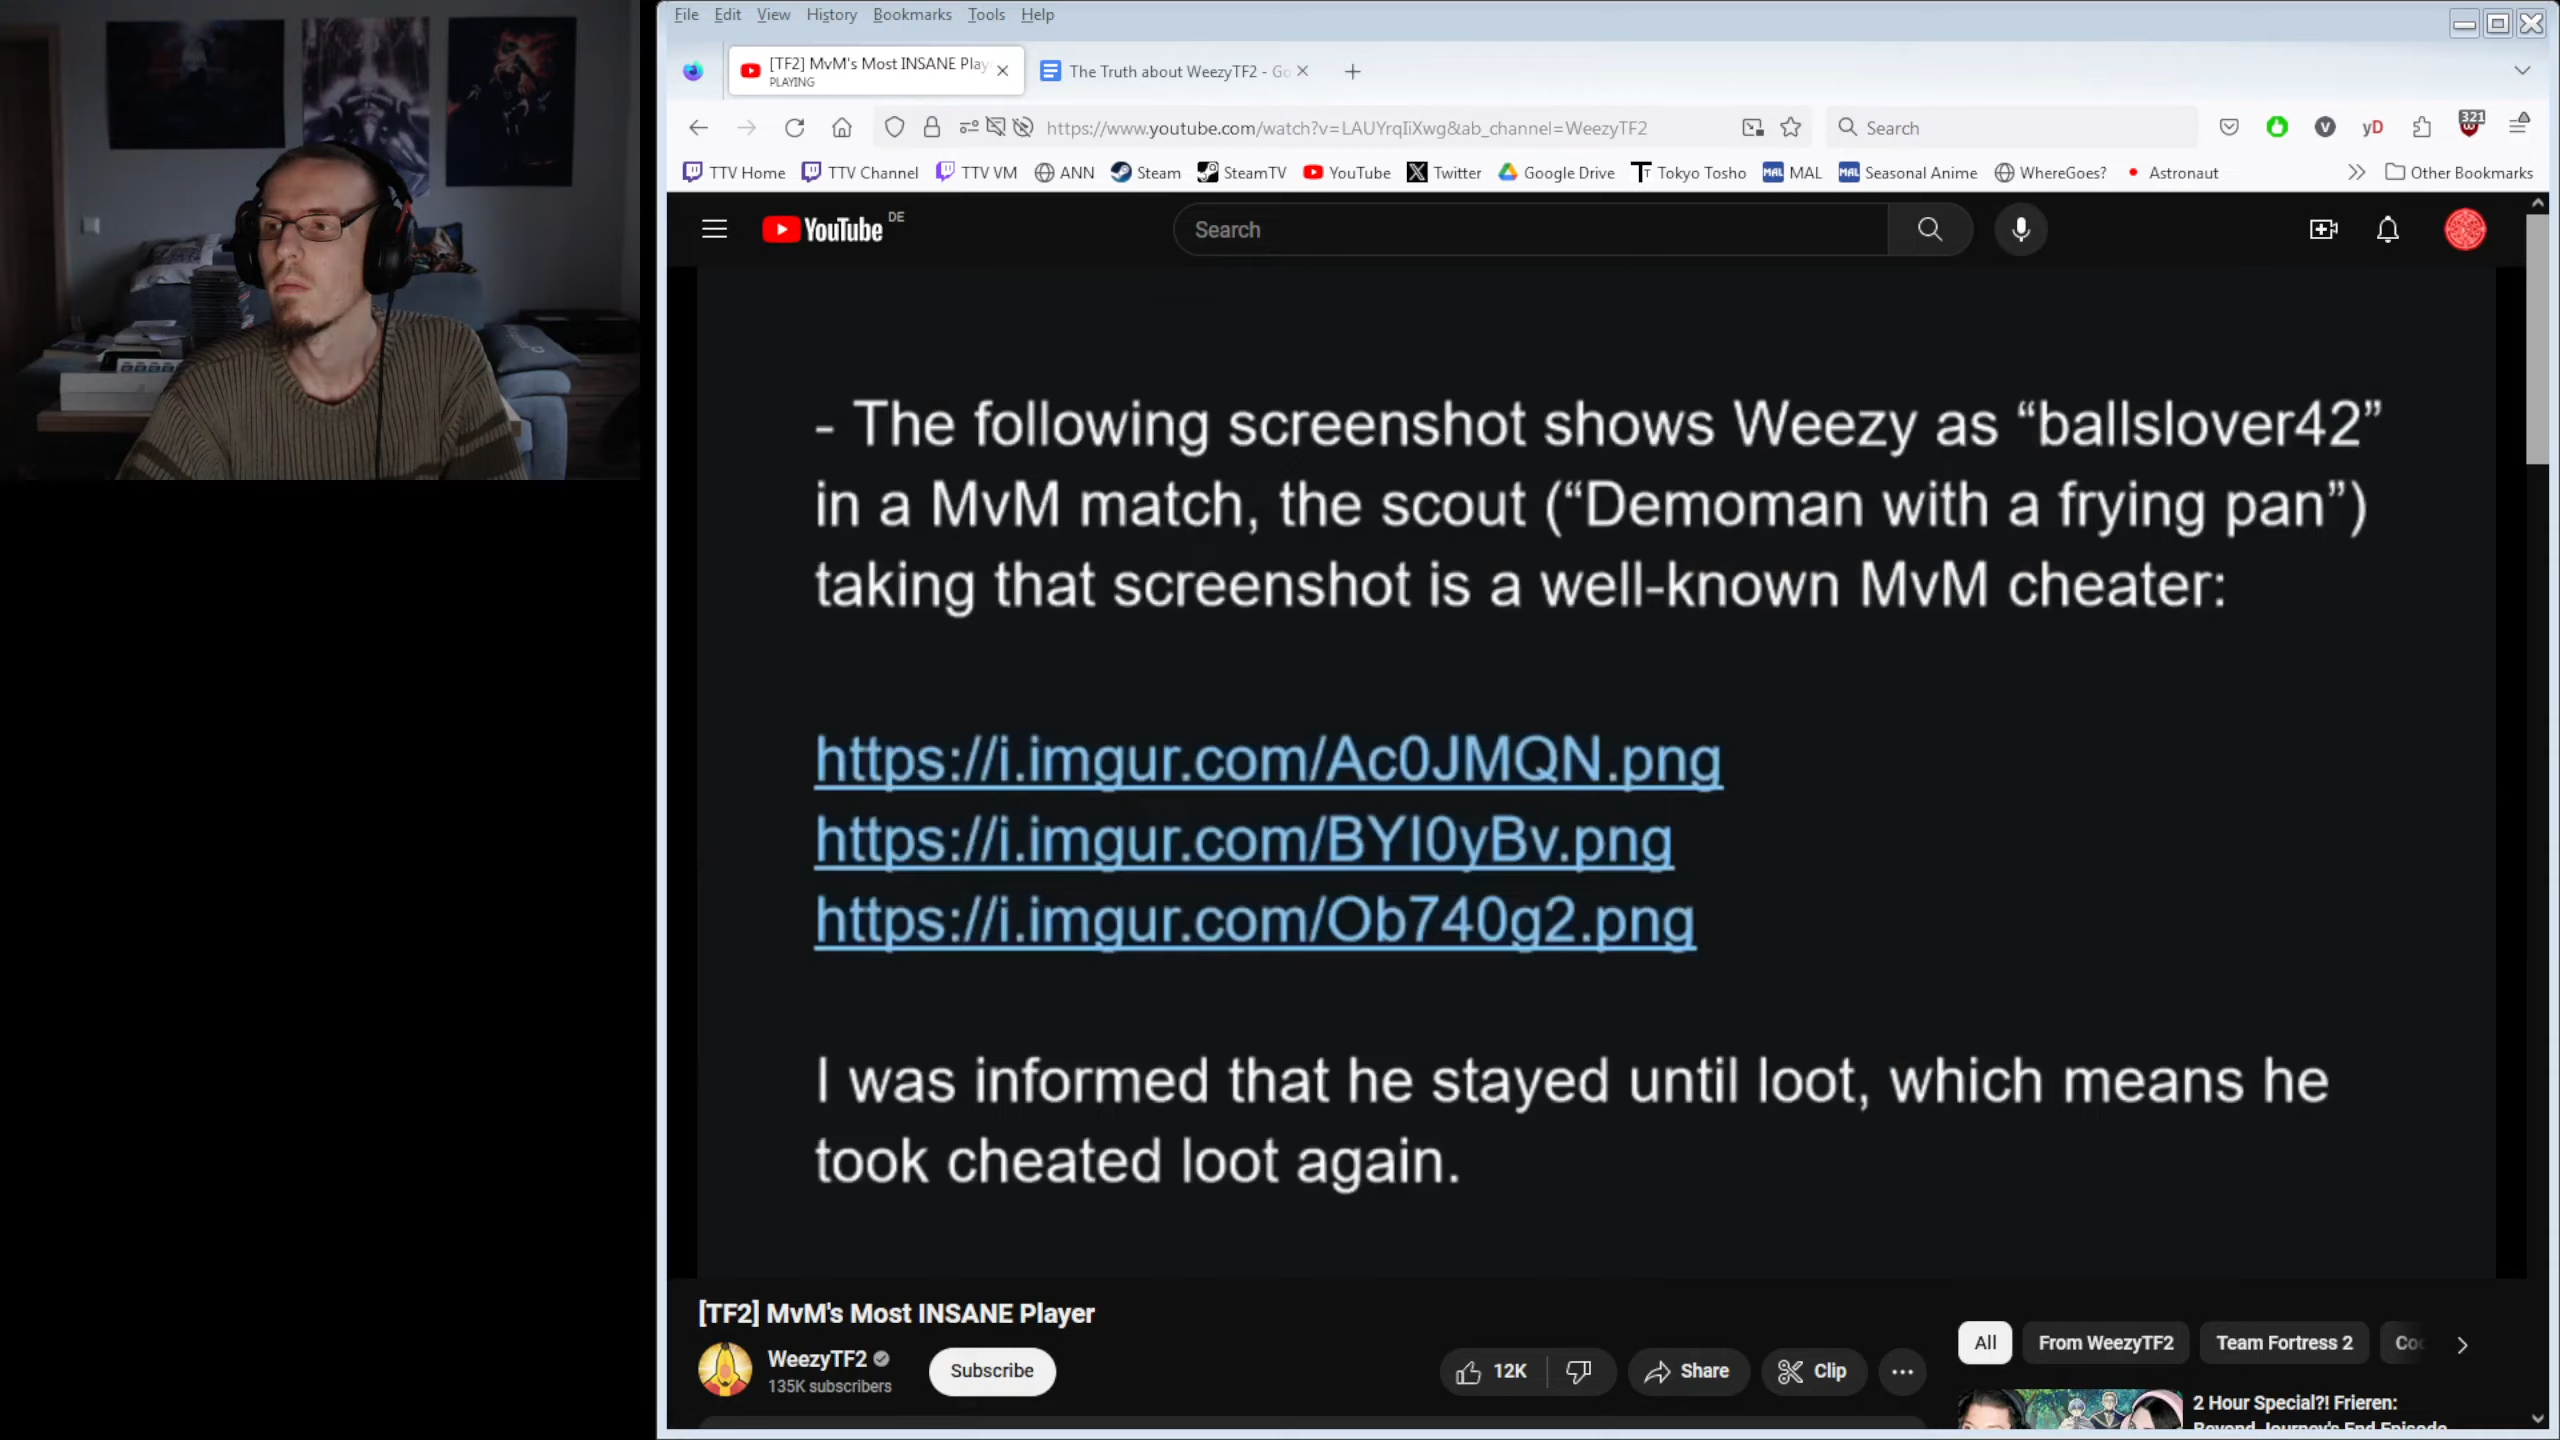 File Edit View History Bookmarks Tools Help
[TF2] MvM's Most INSANE Play
PLAYING
The Truth about WeezyTF2 - Go
https://www.youtube.com/watch?v=LAUYrqIiXwg&ab_channel=WeezyTF2
Search
321
TTV Home TTV Channel TTV VM ANN Steam SteamTV YouTube Twitter Google Drive Tokyo Tosho MAL Seasonal Anime WhereGoes? Astronaut Other Bookmarks
YouTube DE
Search
- The following screenshot shows Weezy as “ballslover42”
in a MvM match, the scout (“Demoman with a frying pan”)
taking that screenshot is a well-known MvM cheater:
https://i.imgur.com/Ac0JMQN.png
https://i.imgur.com/BYI0yBv.png
https://i.imgur.com/Ob740g2.png
I was informed that he stayed until loot, which means he
took cheated loot again.
[TF2] MvM's Most INSANE Player
WeezyTF2
135K subscribers
Subscribe
12K
Share
Clip
All From WeezyTF2 Team Fortress 2
2 Hour Special?! Frieren:
Beyond Journey's End Episode